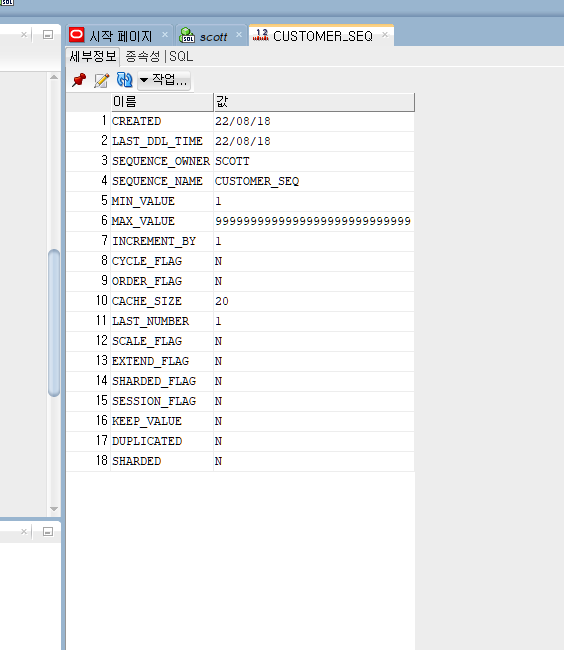 SQL
시작 페이지 scott CUSTOMER_SEQ
세부정보 종속성 SQL
작업...
이름 값
1 CREATED 22/08/18
2 LAST_DDL_TIME 22/08/18
3 SEQUENCE_OWNER SCOTT
4 SEQUENCE_NAME CUSTOMER_SEQ
5 MIN_VALUE 1
6 MAX_VALUE 9999999999999999999999999999
7 INCREMENT_BY 1
8 CYCLE_FLAG N
9 ORDER_FLAG N
10 CACHE_SIZE 20
11 LAST_NUMBER 1
12 SCALE_FLAG N
13 EXTEND_FLAG N
14 SHARDED_FLAG N
15 SESSION_FLAG N
16 KEEP_VALUE N
17 DUPLICATED N
18 SHARDED N